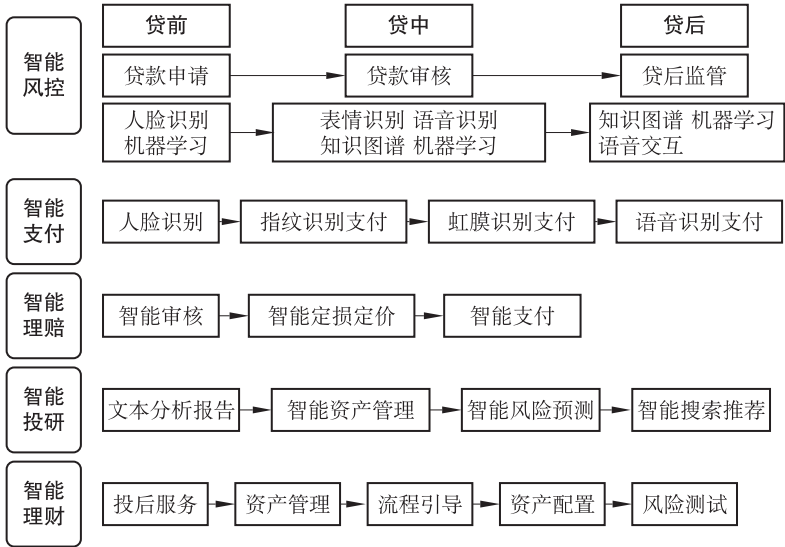 智能
风控
贷前
贷中
贷后
贷款申请
贷款审核
贷后监管
人脸识别
机器学习
表情识别 语音识别
知识图谱 机器学习
知识图谱 机器学习
语音交互
智能
支付
人脸识别
指纹识别支付
虹膜识别支付
语音识别支付
智能
理赔
智能审核
智能定损定价
智能支付
智能
投研
文本分析报告
智能资产管理
智能风险预测
智能搜索推荐
智能
理财
投后服务
资产管理
流程引导
资产配置
风险测试